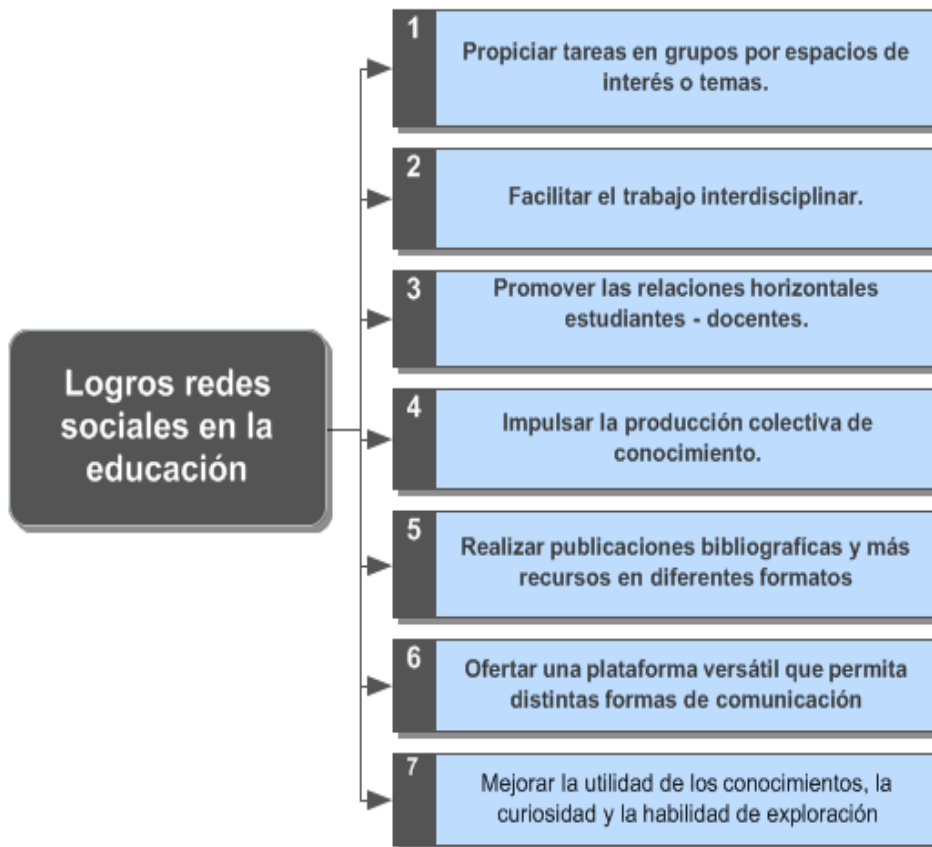 Logros redes
sociales en la
educación
1
Propiciar tareas en grupos por espacios de
interés o temas.
2
Facilitar el trabajo interdisciplinar.
3
Promover las relaciones horizontales
estudiantes - docentes.
4
Impulsar la producción colectiva de
conocimiento.
5
Realizar publicaciones bibliografícas y más
recursos en diferentes formatos
6
Ofertar una plataforma versátil que permita
distintas formas de comunicación
7
Mejorar la utilidad de los conocimientos, la
curiosidad y la habilidad de exploración